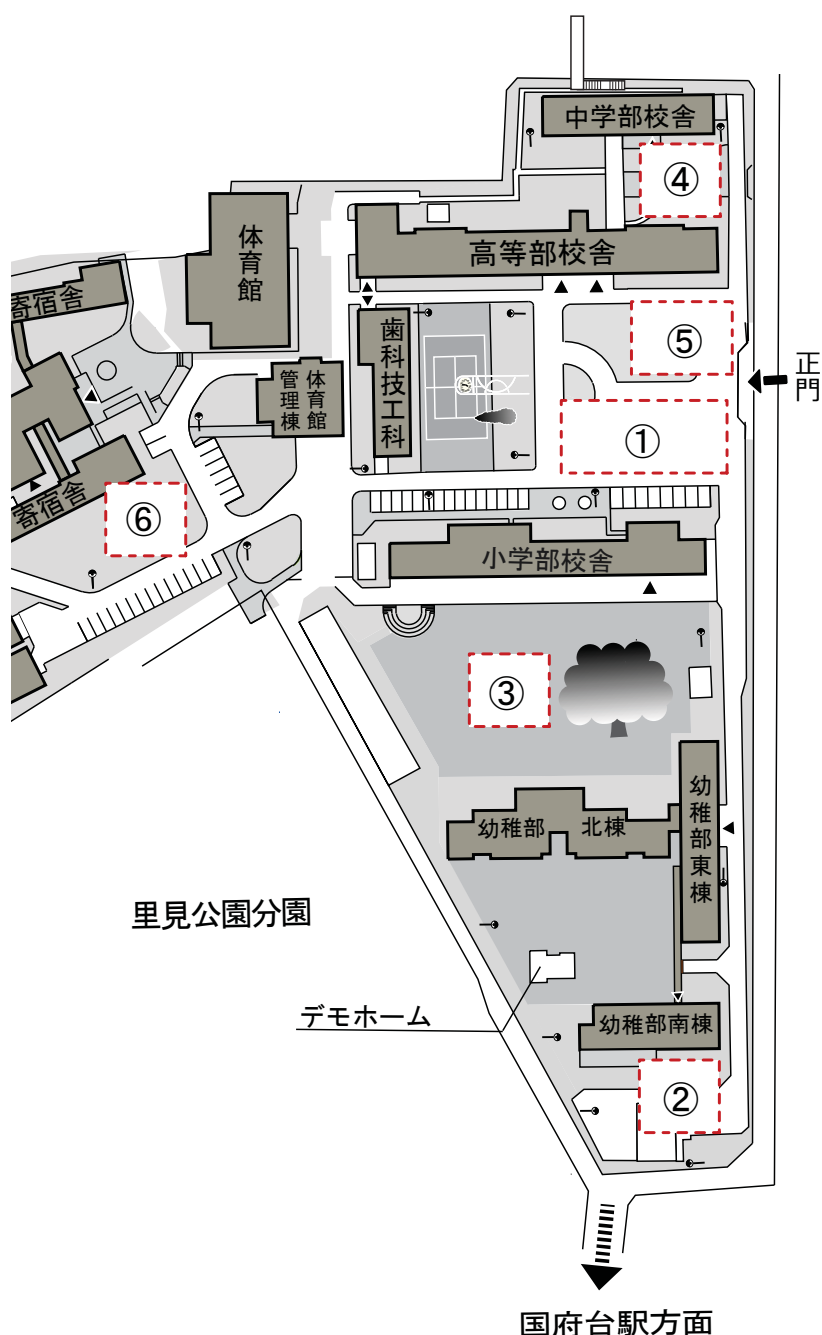 中学部校舎
④
高等部校舎
体育館
寄宿舎
歯科技工科
⑤
正門
体育館
管理棟
①
寄宿舎
⑥
小学部校舎
③
幼稚部
北棟
幼稚部東棟
里見公園分園
デモホーム
幼稚部南棟
②
国府台駅方面